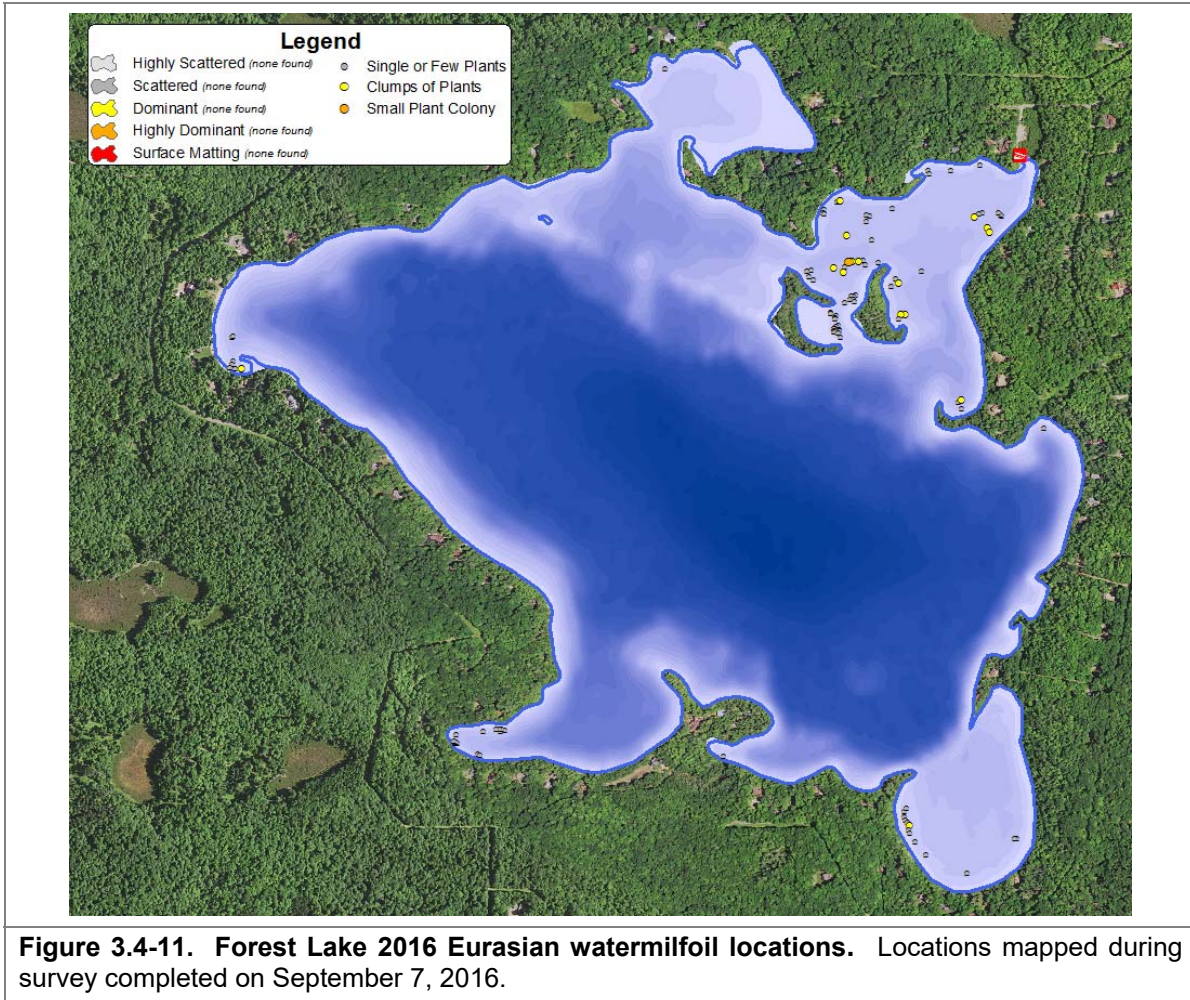 Legend
Highly Scattered (none found)
Scattered (none found)
Dominant (none found)
Highly Dominant (none found)
Surface Matting (none found)
Single or Few Plants
Clumps of Plants
Small Plant Colony
Figure 3.4-11. Forest Lake 2016 Eurasian watermilfoil locations. Locations mapped during
survey completed on September 7, 2016.